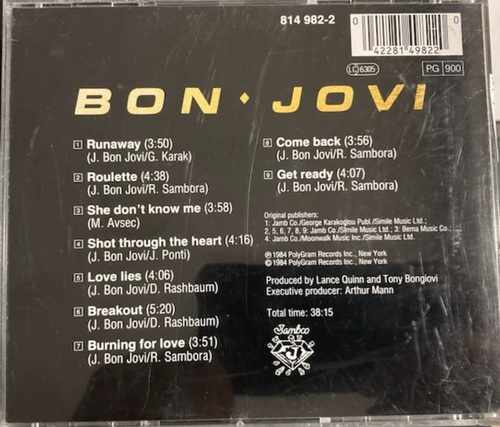 814 982-2
0 0
42281 49822
LC 6305
PG 900
BON • JOVI
1 Runaway (3:50)
(J. Bon Jovi/G. Karak)
2 Roulette (4:38)
(J. Bon Jovi/R. Sambora)
3 She don't know me (3:58)
(M. Avsec)
4 Shot through the heart (4:16)
(J. Bon Jovi/J. Ponti)
5 Love lies (4:06)
(J. Bon Jovi/D. Rashbaum)
6 Breakout (5:20)
(J. Bon Jovi/D. Rashbaum)
7 Burning for love (3:51)
(J. Bon Jovi/R. Sambora)
8 Come back (3:56)
(J. Bon Jovi/R. Sambora)
9 Get ready (4:07)
(J. Bon Jovi/R. Sambora)
Original publishers:
1: Jamb Co./George Karakoglou Publ./Simile Music Ltd.;
2, 5, 6, 7, 8, 9: Jamb Co./Simile Music Ltd.; 3: Bema Music Co.;
4: Jamb Co./Moonwalk Music Inc./Simile Music Ltd.
℗ 1984 PolyGram Records Inc., New York
© 1984 PolyGram Records Inc., New York
Produced by Lance Quinn and Tony Bongiovi
Executive producer: Arthur Mann
Total time: 38:15
Jambco
J